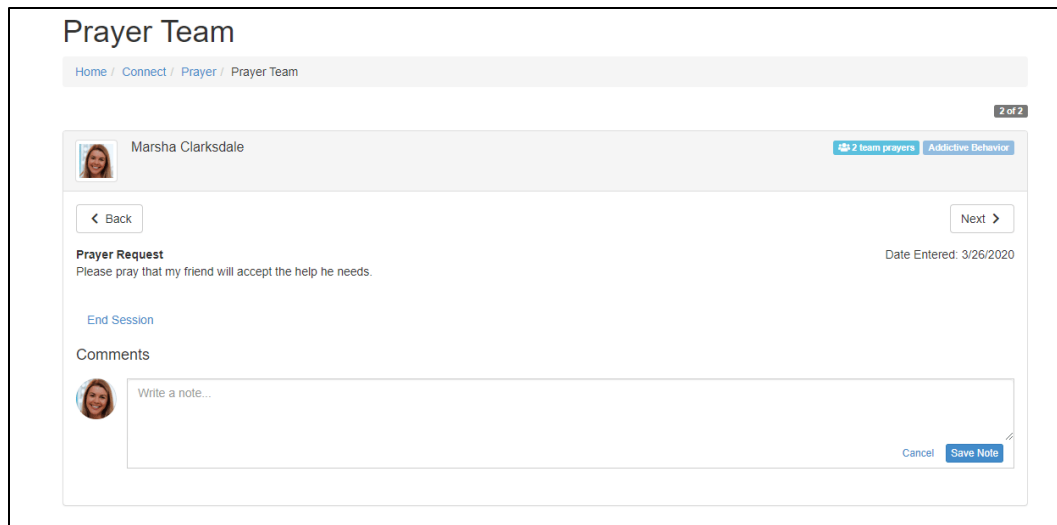 Prayer Team
Home / Connect / Prayer / Prayer Team
2 of 2
Marsha Clarksdale
2 team prayers
Addictive Behavior
Back
Next
Prayer Request
Date Entered: 3/26/2020
Please pray that my friend will accept the help he needs.
End Session
Comments
Write a note...
Cancel
Save Note